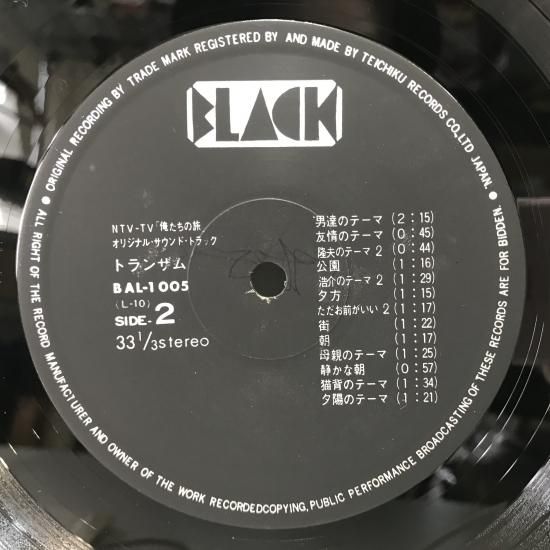 ● ORIGINAL RECORDING BY TRADE MARK REGISTERED BY AND MADE BY TEICHIKU RECORDS CO., LTD JAPAN. ● ALL RIGHT OF THE RECORD MANUFACTURER AND OWNER OF THE WORK RECORDEDCOPYING, PUBLIC PERFORMANCE BROADCASTING OF THESE RECORDS ARE FOR BIDDEN.
BLACK
NTV-TV「俺たちの旅
オリジナル・サウンド・トラック
トランザム
BAL-1005
(L-10)
SIDE-2
33 1/3 stereo
男達のテーマ (2:15)
友情のテーマ (0:45)
隆夫のテーマ 2 (0:44)
公園 (1:16)
浩介のテーマ 2 (1:29)
夕方 (1:15)
ただお前がいい 2 (1:17)
街 (1:22)
朝 (1:17)
母親のテーマ (1:25)
静かな朝 (0:57)
猫背のテーマ (1:34)
夕陽のテーマ (1:21)